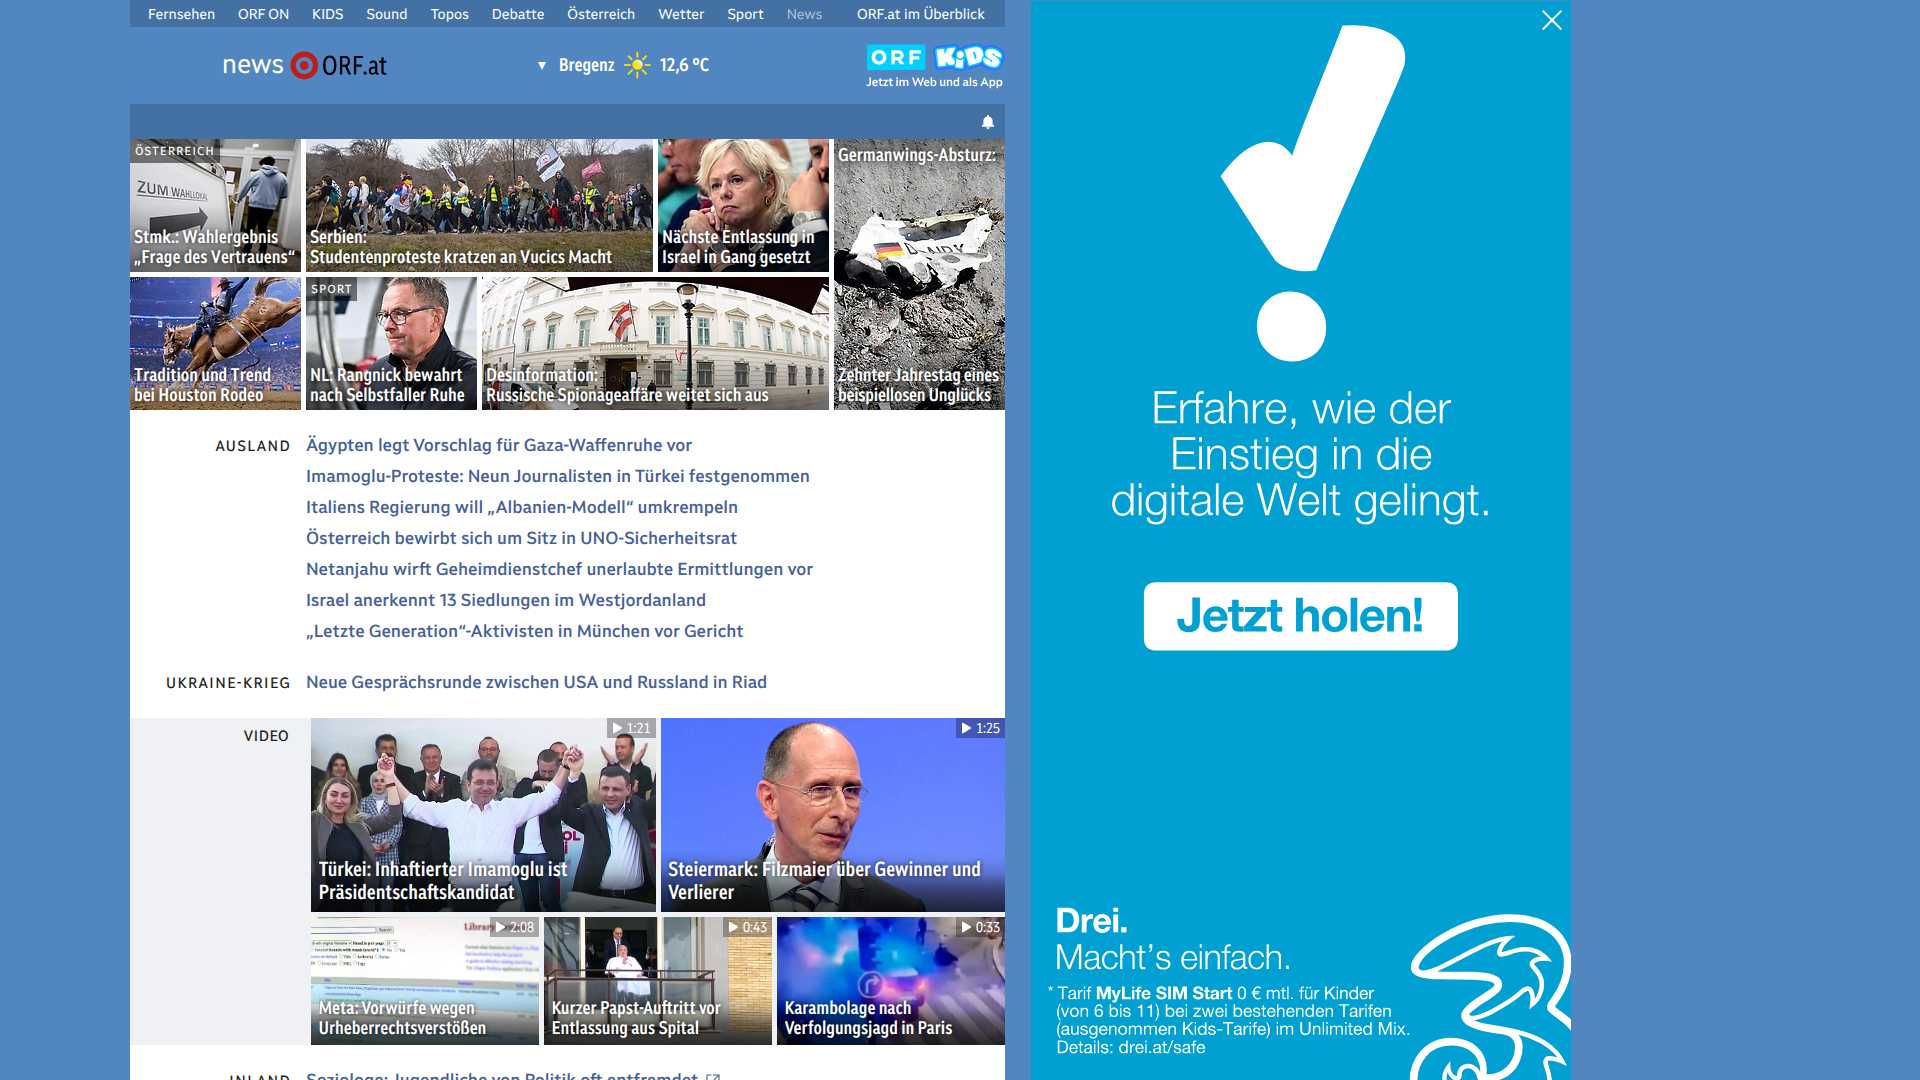 Fernsehen ORF ON KIDS Sound Topos Debatte Österreich Wetter Sport News ORF.at im Überblick
news ORF.at
Bregenz 12,6 °C
ORF KiDS
Jetzt im Web und als App
ÖSTERREICH
ZUM WAHLLOKAL
Stmk.: Wahlergebnis
„Frage des Vertrauens“
Serbien:
Studentenproteste kratzen an Vucics Macht
Nächste Entlassung in
Israel in Gang gesetzt
Germanwings-Absturz:
Zehnter Jahrestag eines
beispiellosen Unglücks
Tradition und Trend
bei Houston Rodeo
SPORT
NL: Rangnick bewahrt
nach Selbstfaller Ruhe
Desinformation:
Russische Spionageaffäre weitet sich aus
AUSLAND
Ägypten legt Vorschlag für Gaza-Waffenruhe vor
Imamoglu-Proteste: Neun Journalisten in Türkei festgenommen
Italiens Regierung will „Albanien-Modell“ umkrempeln
Österreich bewirbt sich um Sitz in UNO-Sicherheitsrat
Netanjahu wirft Geheimdienstchef unerlaubte Ermittlungen vor
Israel anerkennt 13 Siedlungen im Westjordanland
„Letzte Generation“-Aktivisten in München vor Gericht
UKRAINE-KRIEG
Neue Gesprächsrunde zwischen USA und Russland in Riad
VIDEO
1:21
Türkei: Inhaftierter Imamoglu ist
Präsidentschaftskandidat
1:25
Steiermark: Filzmaier über Gewinner und
Verlierer
2:08
Meta: Vorwürfe wegen
Urheberrechtsverstößen
0:43
Kurzer Papst-Auftritt vor
Entlassung aus Spital
0:33
Karambolage nach
Verfolgungsjagd in Paris
INLAND
Soziologe: Jugendliche von Politik oft entfremdet
Erfahre, wie der
Einstieg in die
digitale Welt gelingt.
Jetzt holen!
Drei.
Macht’s einfach.
* Tarif MyLife SIM Start 0 € mtl. für Kinder
(von 6 bis 11) bei zwei bestehenden Tarifen
(ausgenommen Kids-Tarife) im Unlimited Mix.
Details: drei.at/safe